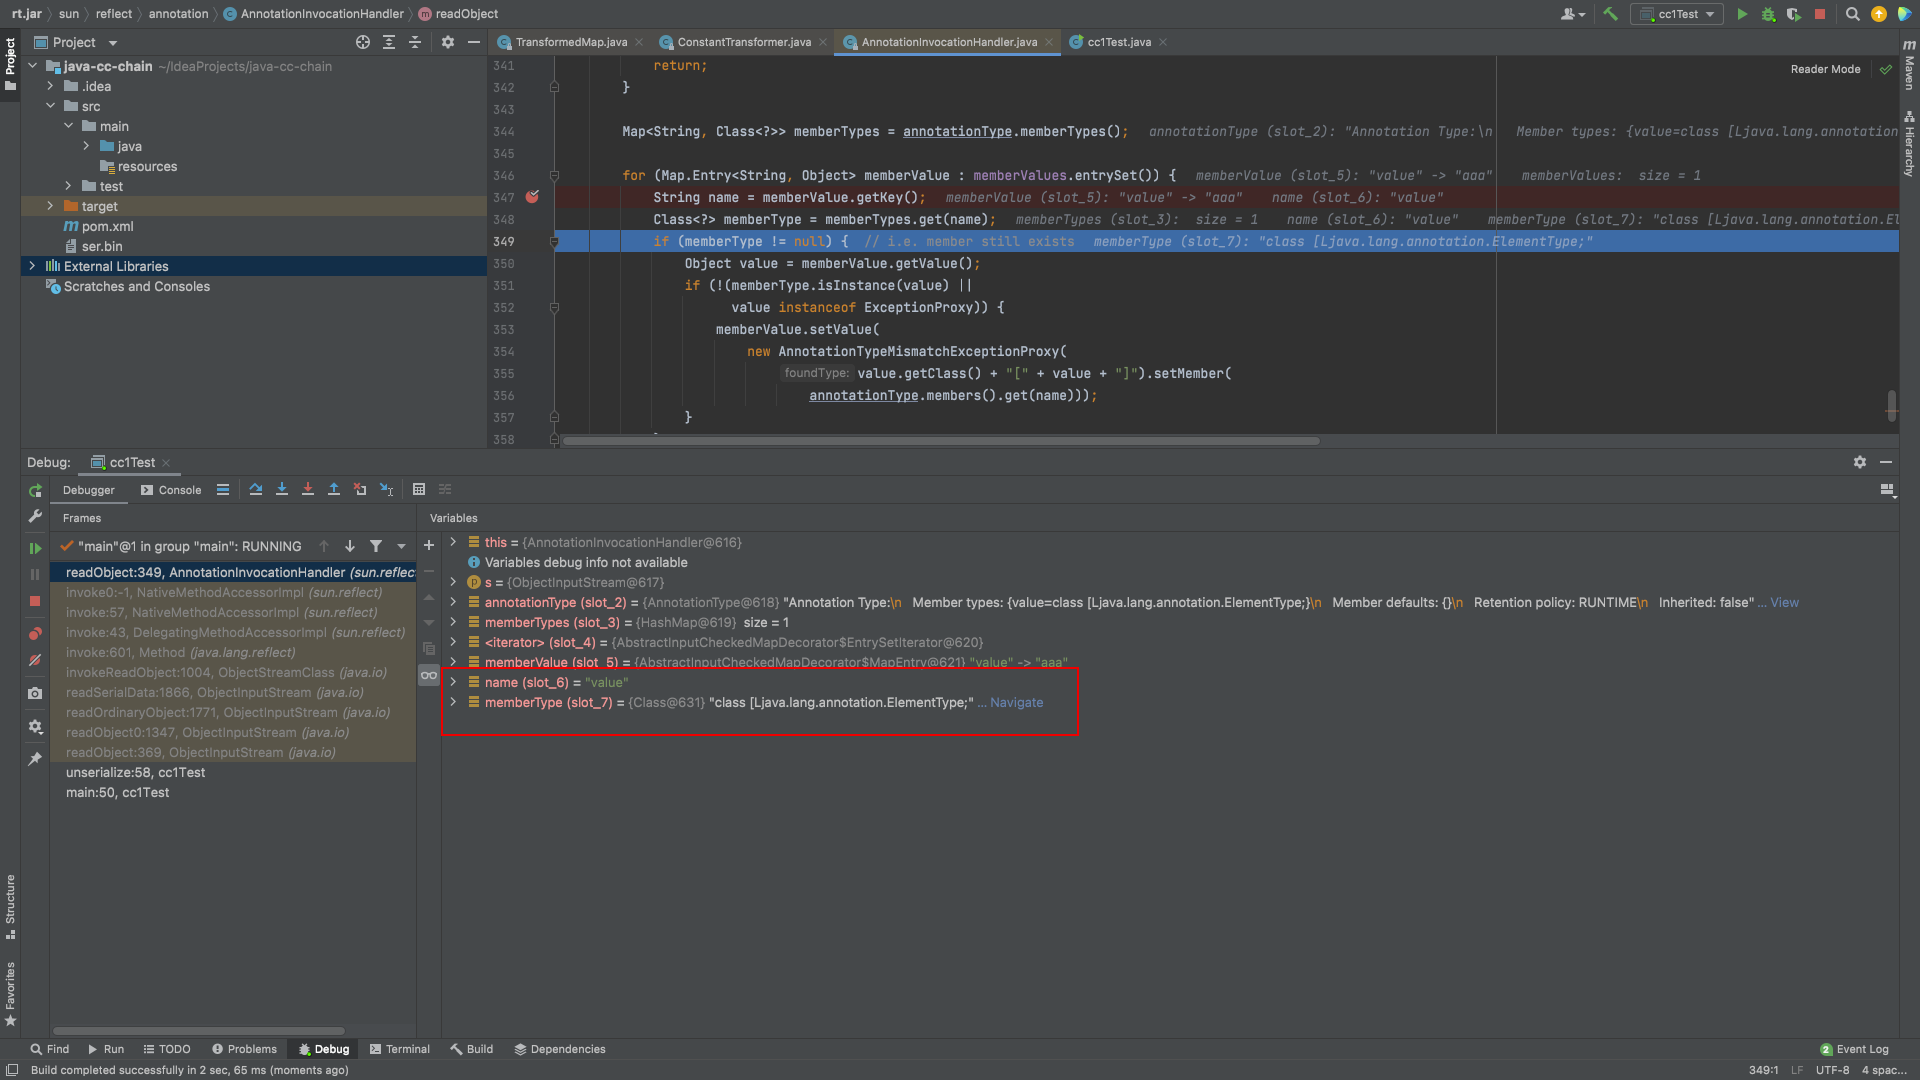 rt.jar sun reflect annotation AnnotationInvocationHandler readObject
cc1Test
Project
TransformedMap.java ConstantTransformer.java AnnotationInvocationHandler.java cc1Test.java
Project
Maven
Hierarchy
Structure
Favorites
java-cc-chain ~/IdeaProjects/java-cc-chain
.idea
src
main
java
resources
test
target
pom.xml
ser.bin
External Libraries
Scratches and Consoles
Reader Mode
341 return;
342 }
343
344 Map<String, Class<?>> memberTypes = annotationType.memberTypes(); annotationType (slot_2): "Annotation Type:\n Member types: {value=class [Ljava.lang.annotation
345
346 for (Map.Entry<String, Object> memberValue : memberValues.entrySet()) { memberValue (slot_5): "value" -> "aaa" memberValues: size = 1
347 String name = memberValue.getKey(); memberValue (slot_5): "value" -> "aaa" name (slot_6): "value"
348 Class<?> memberType = memberTypes.get(name); memberTypes (slot_3): size = 1 name (slot_6): "value" memberType (slot_7): "class [Ljava.lang.annotation.El
349 if (memberType != null) { // i.e. member still exists memberType (slot_7): "class [Ljava.lang.annotation.ElementType;"
350 Object value = memberValue.getValue();
351 if (!(memberType.isInstance(value) ||
352 value instanceof ExceptionProxy)) {
353 memberValue.setValue(
354 new AnnotationTypeMismatchExceptionProxy(
355 foundType: value.getClass() + "[" + value + "]").setMember(
356 annotationType.members().get(name)));
357 }
358
Debug: cc1Test
Debugger Console
Frames
Variables
"main"@1 in group "main": RUNNING
readObject:349, AnnotationInvocationHandler (sun.reflec
invoke0:-1, NativeMethodAccessorImpl (sun.reflect)
invoke:57, NativeMethodAccessorImpl (sun.reflect)
invoke:43, DelegatingMethodAccessorImpl (sun.reflect)
invoke:601, Method (java.lang.reflect)
invokeReadObject:1004, ObjectStreamClass (java.io)
readSerialData:1866, ObjectInputStream (java.io)
readOrdinaryObject:1771, ObjectInputStream (java.io)
readObject0:1347, ObjectInputStream (java.io)
readObject:369, ObjectInputStream (java.io)
unserialize:58, cc1Test
main:50, cc1Test
this = {AnnotationInvocationHandler@616}
Variables debug info not available
s = {ObjectInputStream@617}
annotationType (slot_2) = {AnnotationType@618} "Annotation Type:\n Member types: {value=class [Ljava.lang.annotation.ElementType;}\n Member defaults: {}\n Retention policy: RUNTIME\n Inherited: false" ... View
memberTypes (slot_3) = {HashMap@619} size = 1
<iterator> (slot_4) = {AbstractInputCheckedMapDecorator$EntrySetIterator@620}
memberValue (slot_5) = {AbstractInputCheckedMapDecorator$MapEntry@621} "value" -> "aaa"
name (slot_6) = "value"
memberType (slot_7) = {Class@631} "class [Ljava.lang.annotation.ElementType;" ... Navigate
Find Run TODO Problems Debug Terminal Build Dependencies 2 Event Log
Build completed successfully in 2 sec, 65 ms (moments ago) 349:1 LF UTF-8 4 spac...